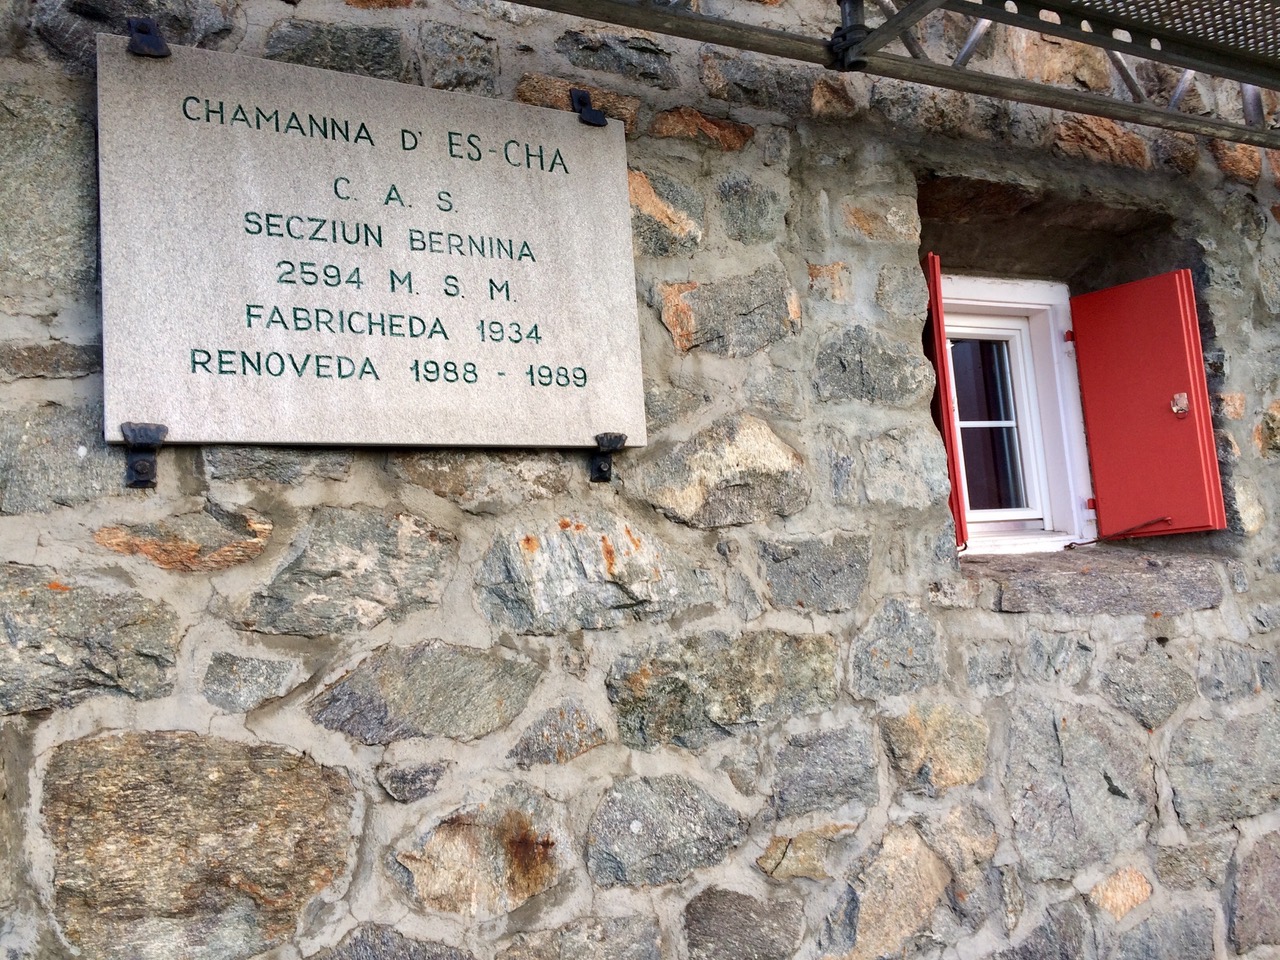 CHAMANNA D' ES-CHA
C. A. S.
SECZIUN BERNINA
2594 M. S. M.
FABRICHEDA 1934
RENOVEDA 1988 - 1989